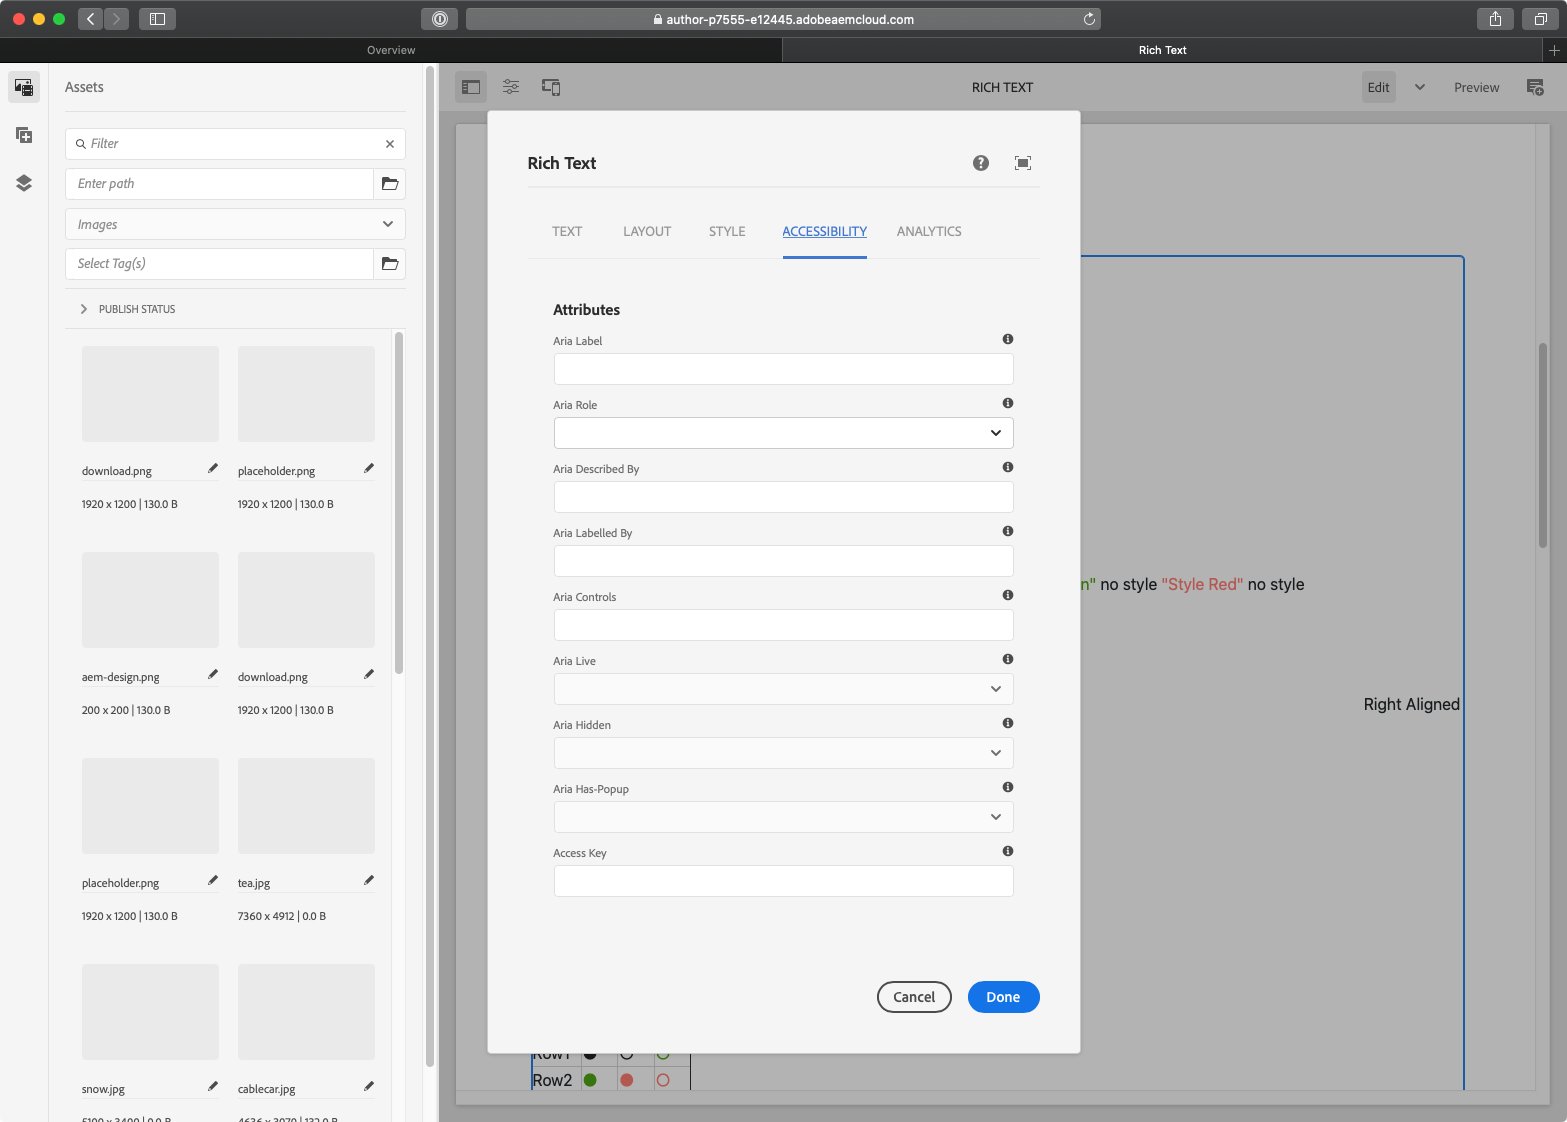 author-p7555-e12445.adobeaemcloud.com
Overview
Rich Text
Assets
Filter
Enter path
Images
Select Tag(s)
PUBLISH STATUS
download.png
placeholder.png
1920 x 1200 | 130.0 B
1920 x 1200 | 130.0 B
aem-design.png
download.png
200 x 200 | 130.0 B
1920 x 1200 | 130.0 B
placeholder.png
tea.jpg
1920 x 1200 | 130.0 B
7360 x 4912 | 0.0 B
snow.jpg
cablecar.jpg
RICH TEXT
Edit
Preview
Rich Text
TEXT
LAYOUT
STYLE
ACCESSIBILITY
ANALYTICS
Attributes
Aria Label
Aria Role
Aria Described By
Aria Labelled By
Aria Controls
Aria Live
Aria Hidden
Aria Has-Popup
Access Key
Cancel
Done
n" no style "Style Red" no style
Right Aligned
Row1
Row2